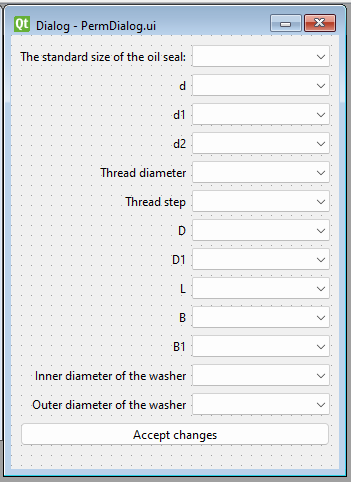 Qt Dialog - PermDialog.ui
The standard size of the oil seal:
d
d1
d2
Thread diameter
Thread step
D
D1
L
B
B1
Inner diameter of the washer
Outer diameter of the washer
Accept changes